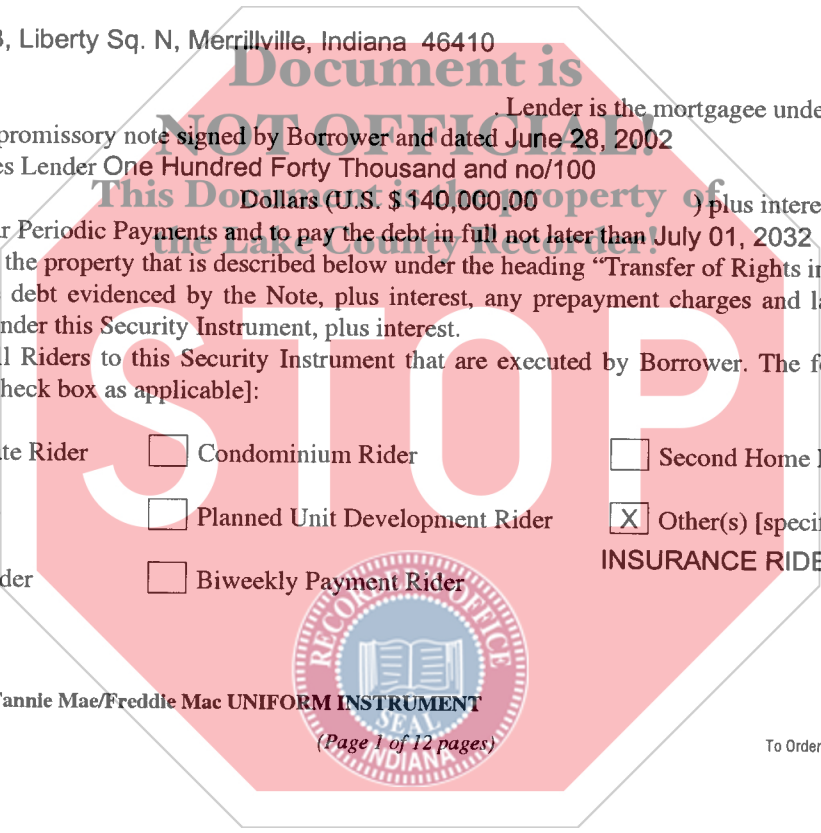 3, Liberty Sq. N, Merrillville, Indiana 46410
Document is
. Lender is the mortgagee unde
NOT OFFICIAL!
promissory note signed by Borrower and dated June 28, 2002
es Lender One Hundred Forty Thousand and no/100
This Document is the property of
Dollars (U.S. $ 140,000,00 ) plus intere
the Lake County Recorder!
r Periodic Payments and to pay the debt in full not later than July 01, 2032
the property that is described below under the heading “Transfer of Rights in
debt evidenced by the Note, plus interest, any prepayment charges and la
nder this Security Instrument, plus interest.
ll Riders to this Security Instrument that are executed by Borrower. The fo
heck box as applicable]:
STOP
te Rider Condominium Rider Second Home
Planned Unit Development Rider X Other(s) [specif
INSURANCE RIDE
der Biweekly Payment Rider
RECORDER'S OFFICE
SEAL
INDIANA
Fannie Mae/Freddie Mac UNIFORM INSTRUMENT
(Page 1 of 12 pages)
To Order